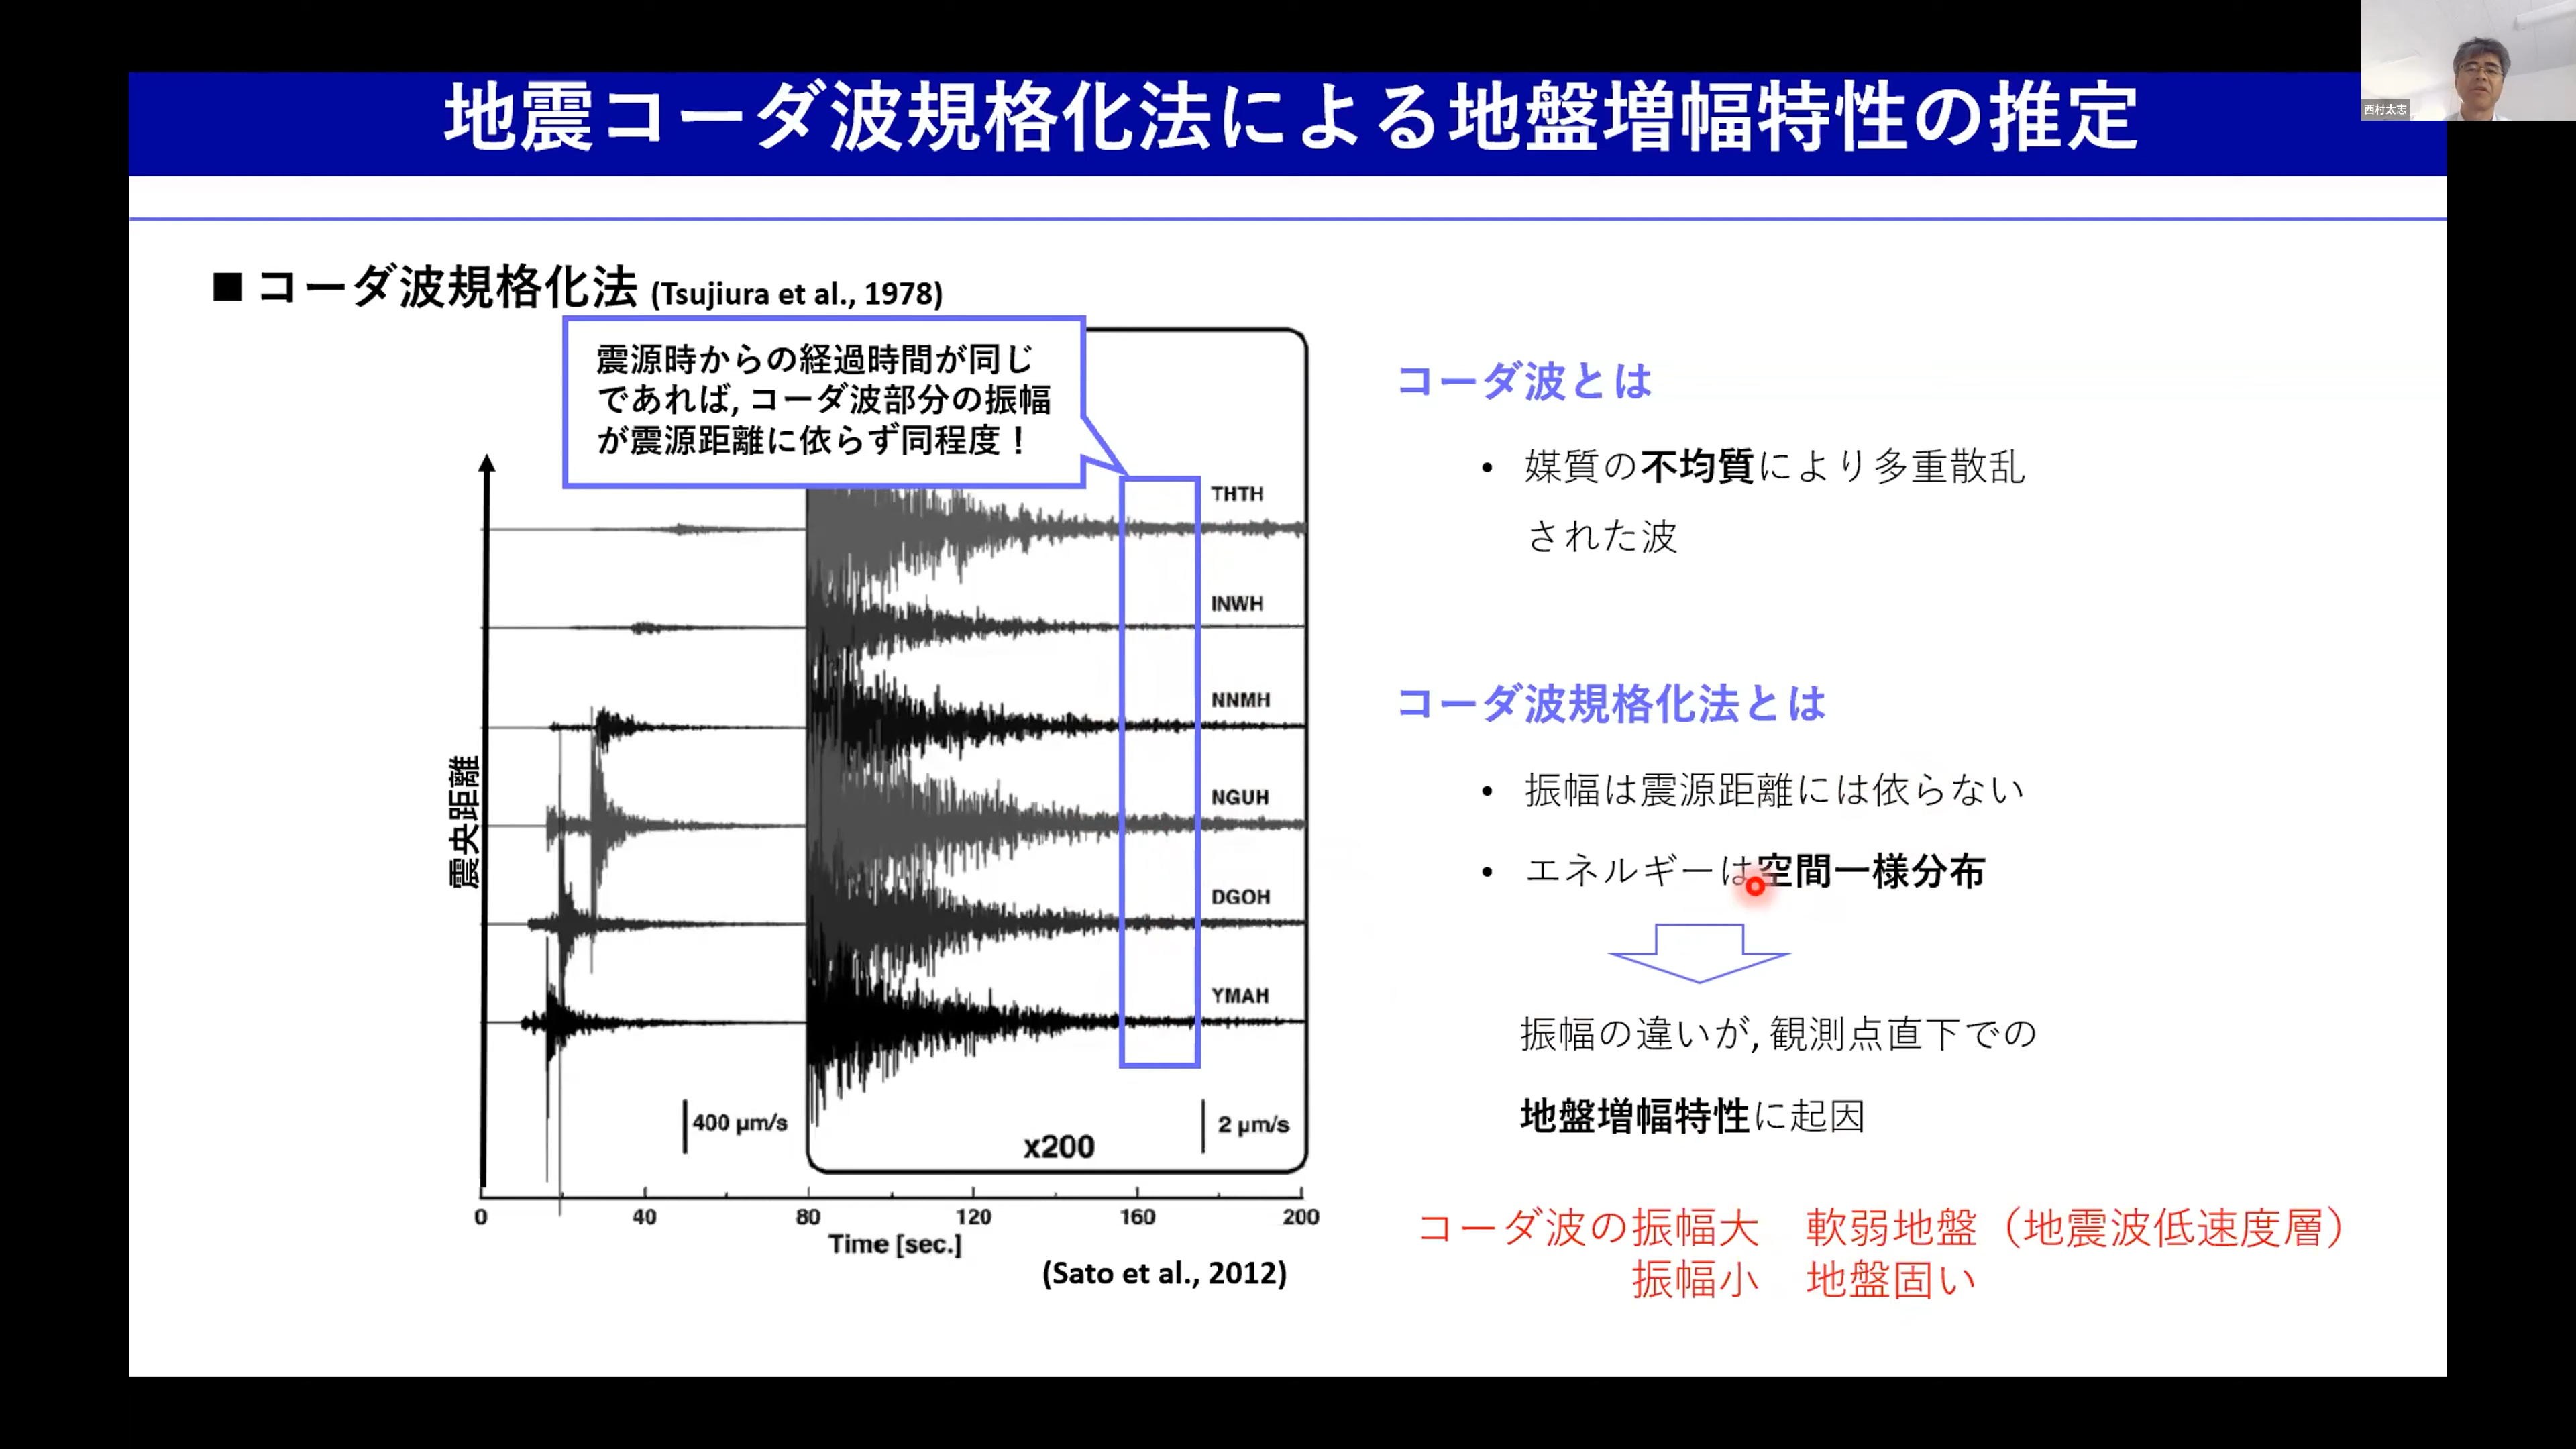 地震コーダ波規格化法による地盤増幅特性の推定
西村太志
■ コーダ波規格化法 (Tsujiura et al., 1978)
震源時からの経過時間が同じ
であれば, コーダ波部分の振幅
が震源距離に依らず同程度！
THTH
INWH
NNMH
NGUH
DGOH
YMAH
震央距離
400 µm/s
x200
2 µm/s
0 40 80 120 160 200
Time [sec.]
(Sato et al., 2012)
コーダ波とは
• 媒質の不均質により多重散乱
された波
コーダ波規格化法とは
• 振幅は震源距離には依らない
• エネルギーは空間一様分布
振幅の違いが, 観測点直下での
地盤増幅特性に起因
コーダ波の振幅大　軟弱地盤（地震波低速度層）
振幅小　地盤固い